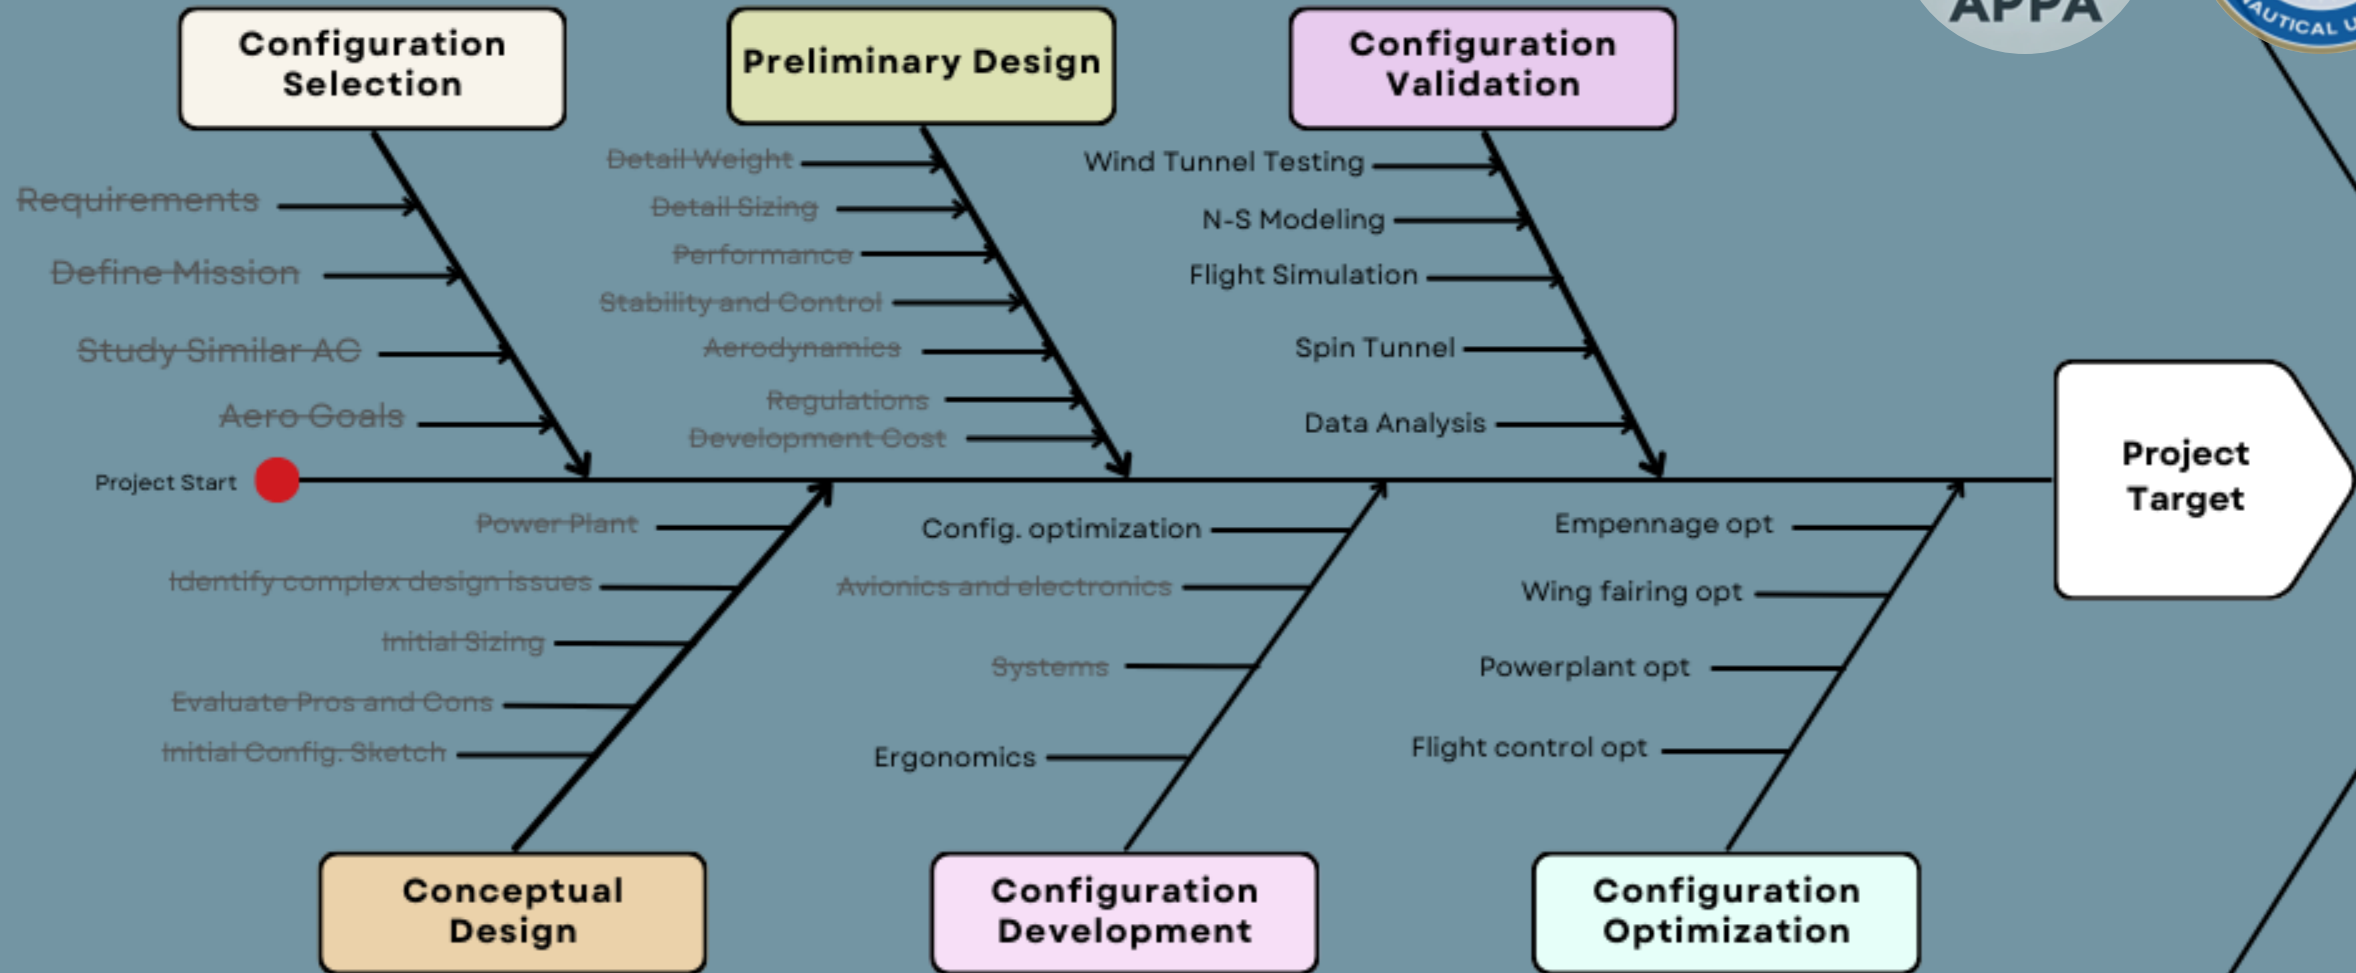 Configuration
Selection
Preliminary Design
Configuration
Validation
APPA
NAUTICAL U
Requirements
Define Mission
Study Similar AC
Aero Goals
Detail Weight
Detail Sizing
Performance
Stability and Control
Aerodynamics
Regulations
Development Cost
Wind Tunnel Testing
N-S Modeling
Flight Simulation
Spin Tunnel
Data Analysis
Project Start
Project
Target
Power Plant
Identify complex design issues
Initial Sizing
Evaluate Pros and Cons
Initial Config. Sketch
Config. optimization
Avionics and electronics
Systems
Ergonomics
Empennage opt
Wing fairing opt
Powerplant opt
Flight control opt
Conceptual
Design
Configuration
Development
Configuration
Optimization